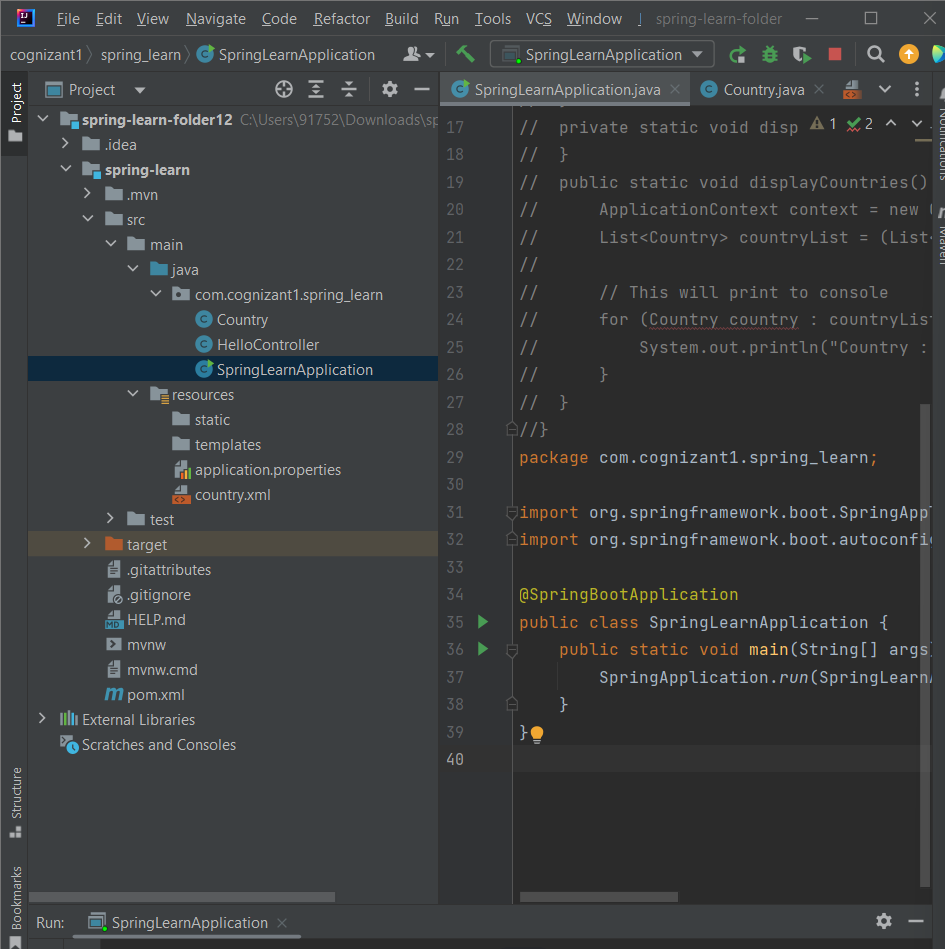 File Edit View Navigate Code Refactor Build Run Tools VCS Window spring-learn-folder
cognizant1 spring_learn SpringLearnApplication SpringLearnApplication
Project
Project
SpringLearnApplication.java Country.java
Notifications
Maven
spring-learn-folder12 C:\Users\91752\Downloads\sp
.idea
spring-learn
.mvn
src
main
java
com.cognizant1.spring_learn
Country
HelloController
SpringLearnApplication
resources
static
templates
application.properties
country.xml
test
target
.gitattributes
.gitignore
HELP.md
mvnw
mvnw.cmd
pom.xml
External Libraries
Scratches and Consoles
Structure
Bookmarks
1 2
17 // private static void disp
18 // }
19 // public static void displayCountries()
20 // ApplicationContext context = new
21 // List<Country> countryList = (List<
22 //
23 // // This will print to console
24 // for (Country country : countryList
25 // System.out.println("Country :
26 // }
27 // }
28 //}
29 package com.cognizant1.spring_learn;
30
31 import org.springframework.boot.SpringAppl
32 import org.springframework.boot.autoconfig
33
34 @SpringBootApplication
35 public class SpringLearnApplication {
36 public static void main(String[] args)
37 SpringApplication.run(SpringLearnA
38 }
39 }
40
Run: SpringLearnApplication